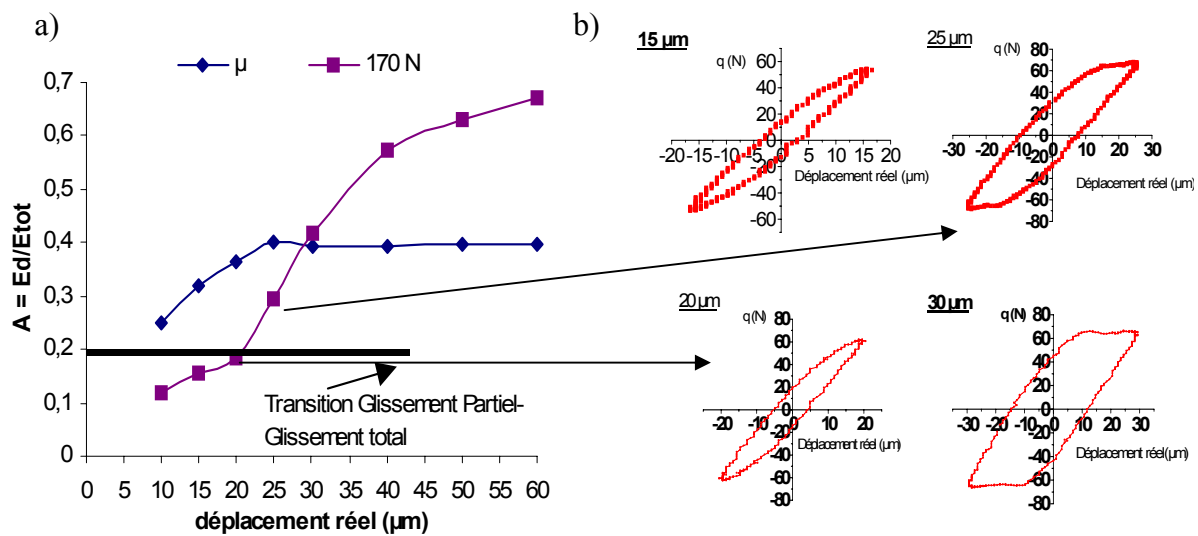 a)
µ
170 N
A = Ed/Etot
0,7
0,6
0,5
0,4
0,3
0,2
0,1
0
0 5 10 15 20 25 30 35 40 45 50 55 60
déplacement réel (µm)
Transition Glissement Partiel-
Glissement total
b)
15 µm
q (N)
60
40
20
0
-20
-40
-60
-20 -15 -10 -5 0 5 10 15 20
Déplacement réel (µm)
25 µm
q (N)
80
60
40
20
0
-20
-40
-60
-80
-30 -20 -10 0 10 20 30
Déplacement réel (µm)
20 µm
q (N)
80
60
40
20
0
-20
-40
-60
-80
-20 -10 0 10 20
Déplacement réel (µm)
30 µm
q (N)
80
60
40
20
0
-20
-40
-60
-80
-30 -20 -10 0 10 20 30
Déplacement réel(µm)